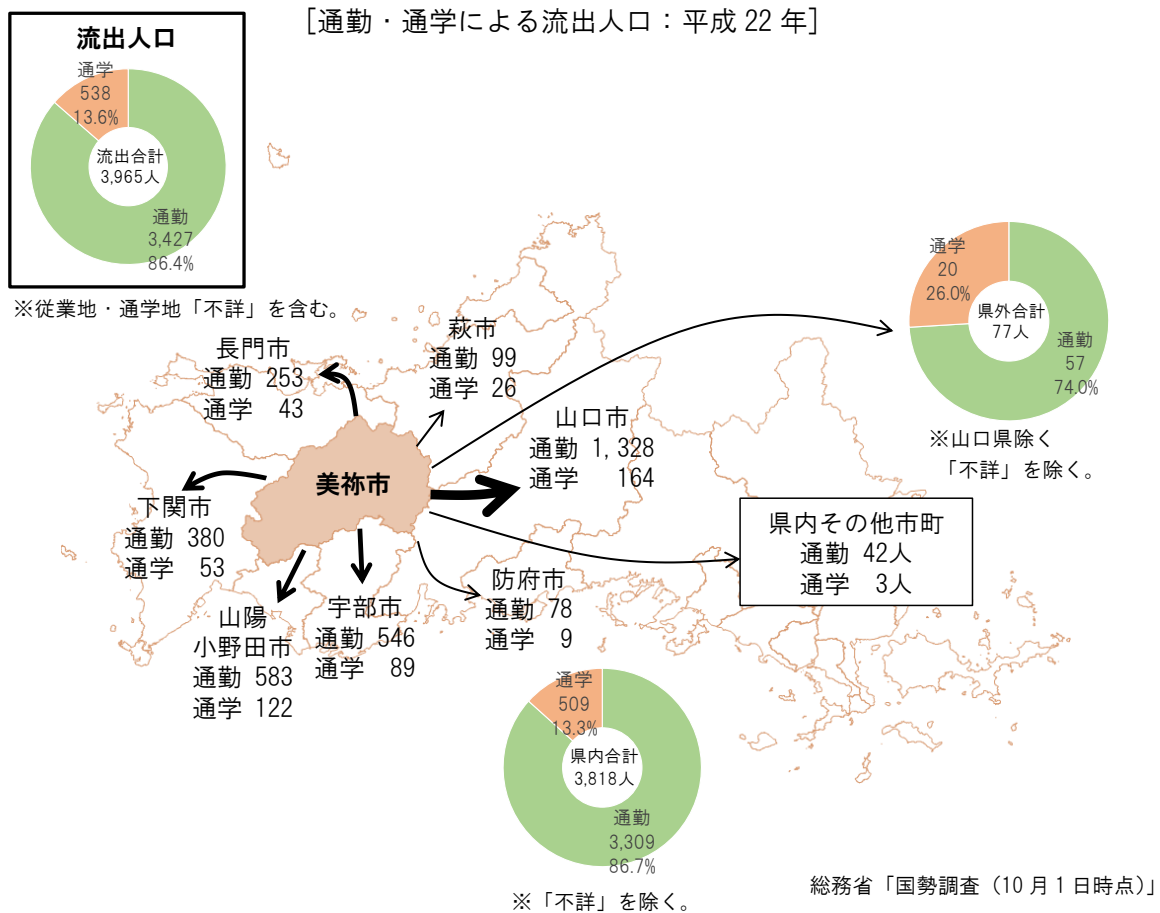 [通勤・通学による流出人口：平成 22 年]
流出人口
通学
538
13.6%
流出合計
3,965人
通勤
3,427
86.4%
※従業地・通学地「不詳」を含む。
通学
20
26.0%
県外合計
77人
通勤
57
74.0%
※山口県除く
「不詳」を除く。
萩市
通勤 99
通学 26
長門市
通勤 253
通学 43
山口市
通勤 1,328
通学 164
美祢市
下関市
通勤 380
通学 53
県内その他市町
通勤 42人
通学 3人
防府市
通勤 78
通学 9
宇部市
通勤 546
通学 89
山陽
小野田市
通勤 583
通学 122
通学
509
13.3%
県内合計
3,818人
通勤
3,309
86.7%
※「不詳」を除く。
総務省「国勢調査（10 月 1 日時点）」